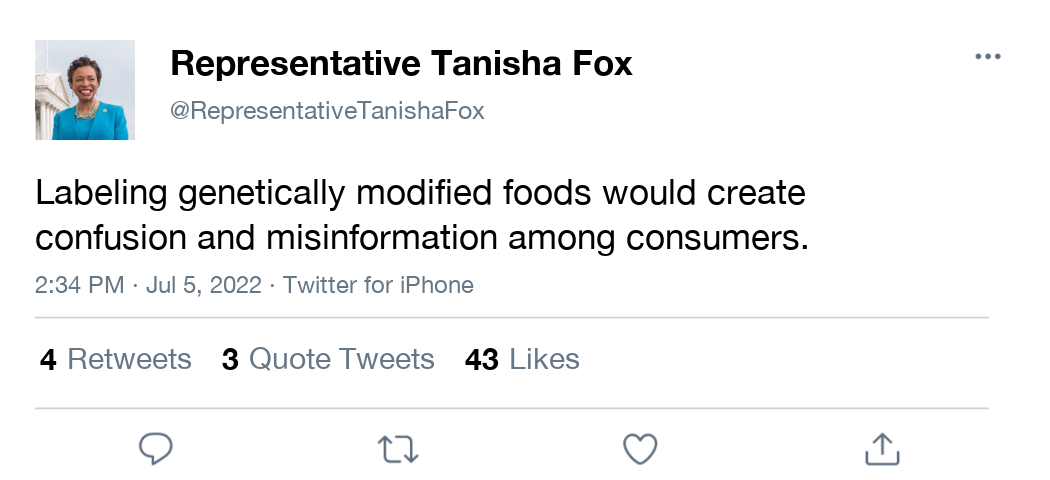 Representative Tanisha Fox
@RepresentativeTanishaFox
Labeling genetically modified foods would create
confusion and misinformation among consumers.
2:34 PM · Jul 5, 2022 · Twitter for iPhone
4 Retweets 3 Quote Tweets 43 Likes